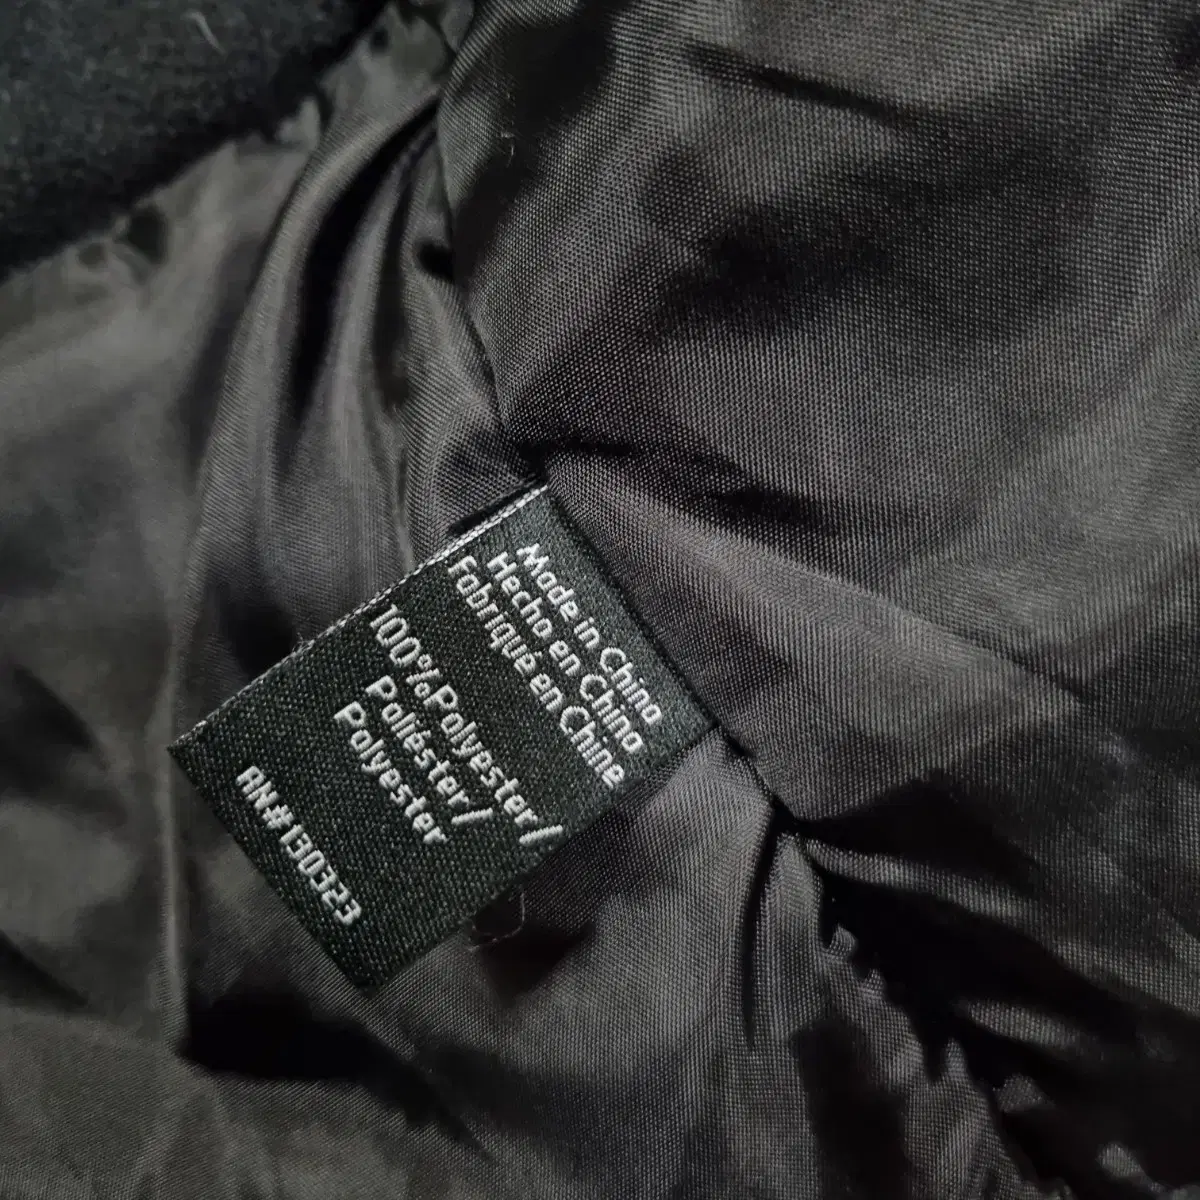 Made in China
Hecho en China
Fabriqué en Chine
100%Polyester/
Poliéster/
Polyester
RN#130323